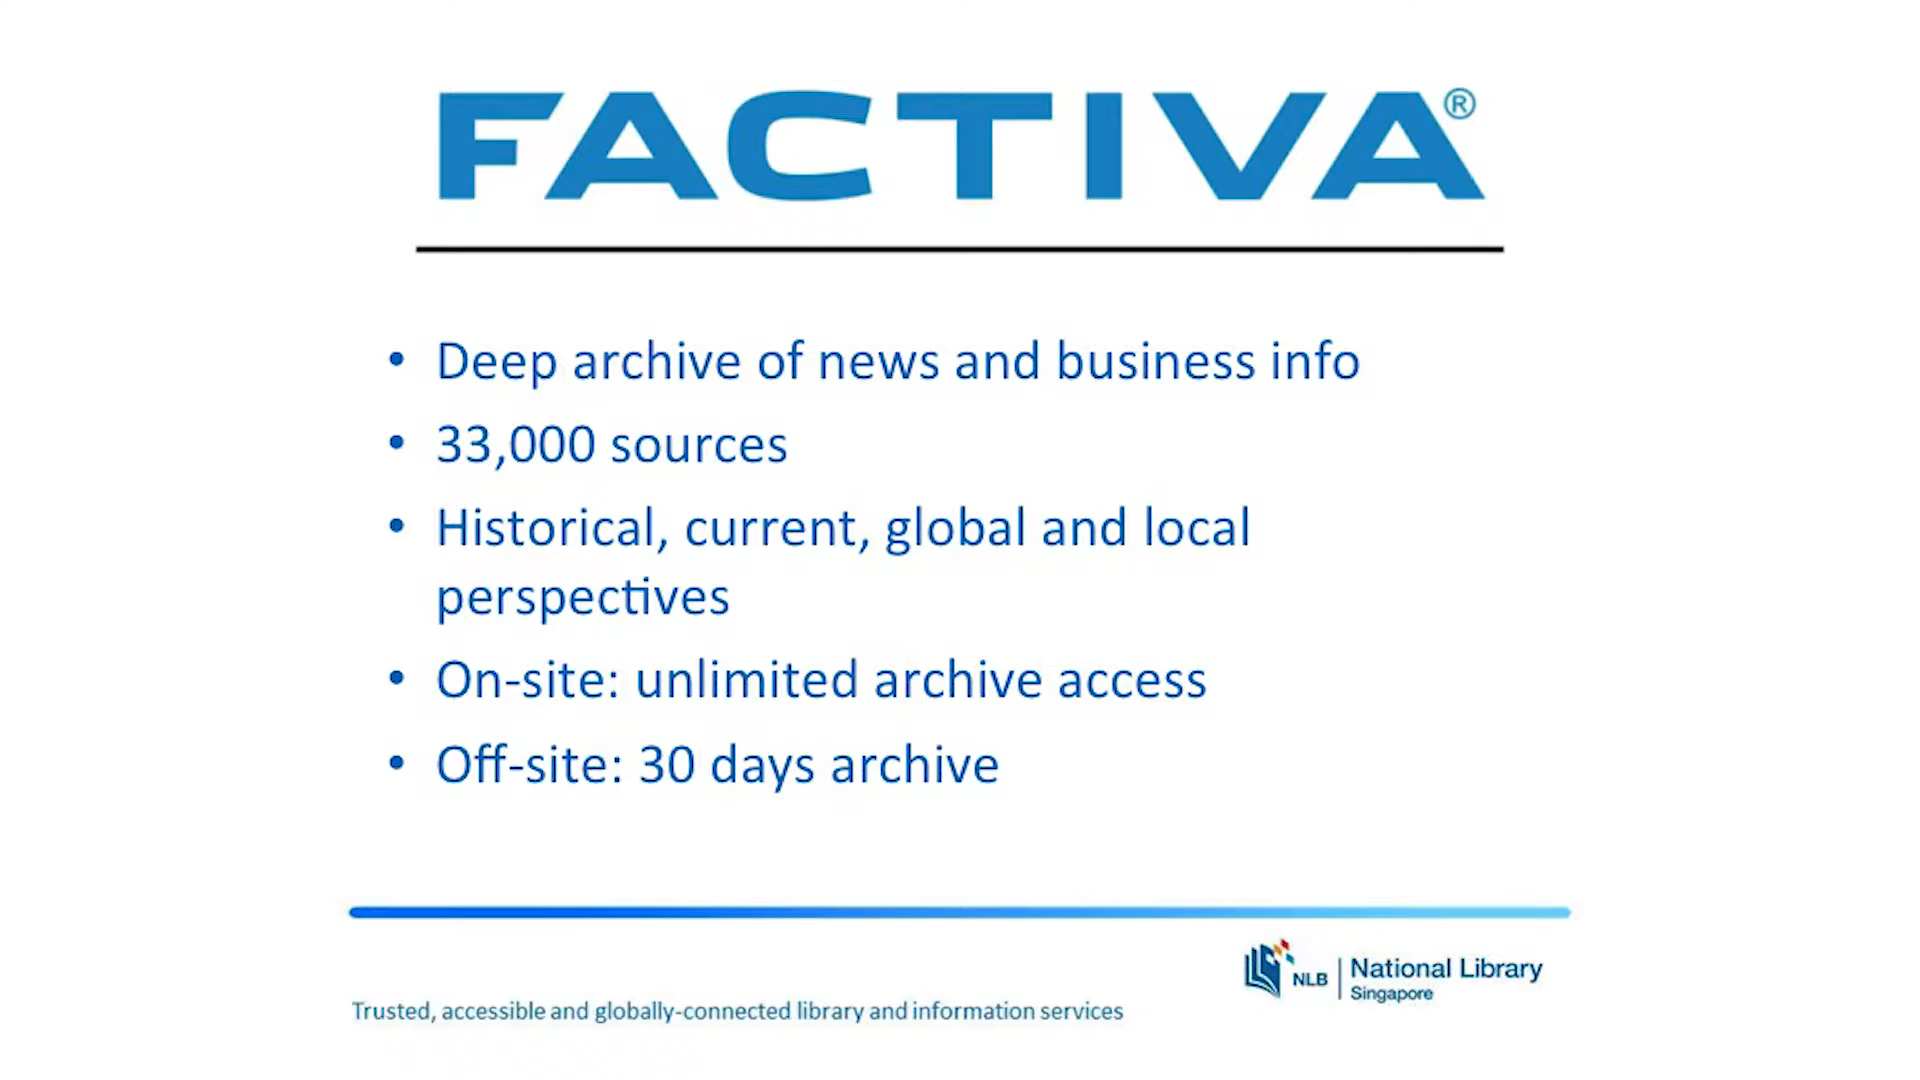 FACTIVA®
• Deep archive of news and business info
• 33,000 sources
• Historical, current, global and local
perspectives
• On-site: unlimited archive access
• Off-site: 30 days archive
NLB | National Library
Singapore
Trusted, accessible and globally-connected library and information services